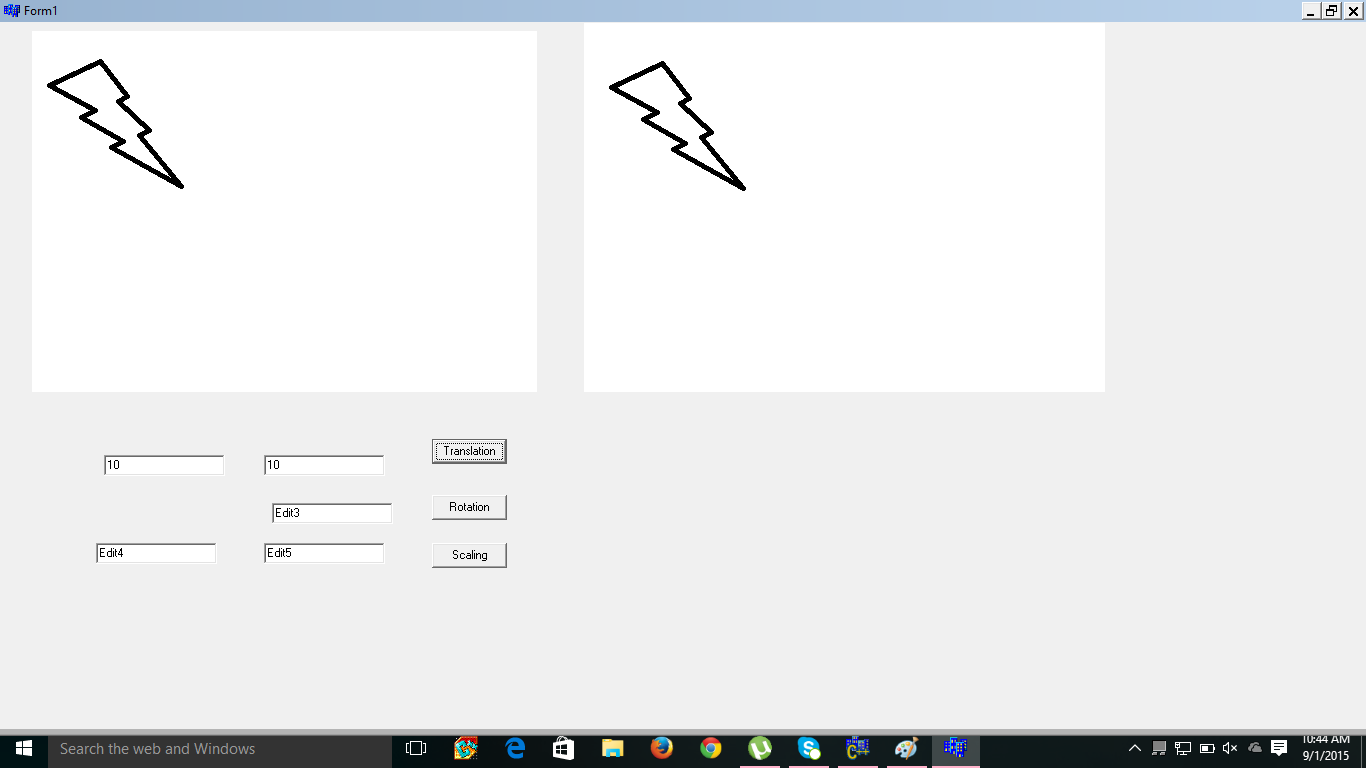 Form1
Translation
10 10
Rotation
Edit3
Edit4 Edit5 Scaling
Search the web and Windows
10:44 AM
9/1/2015